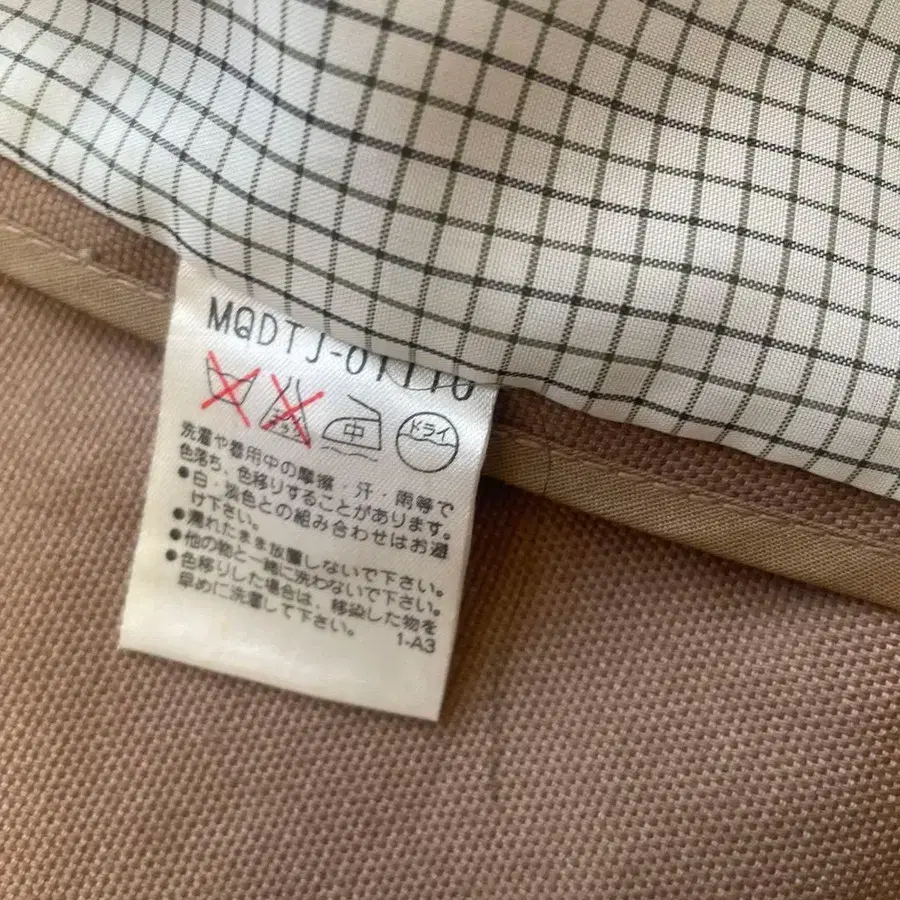 MQDTJ-01110
中 ドライ
洗濯や着用中の摩擦・汗・雨等で
色落ち、色移りすることがあります。
●白・淡色との組み合わせはお避
け下さい。
●濡れたまま放置しないで下さい。
●他の物と一緒に洗わないで下さい。
●色移りした場合は、移染した物を
早めに洗濯して下さい。
1-A3